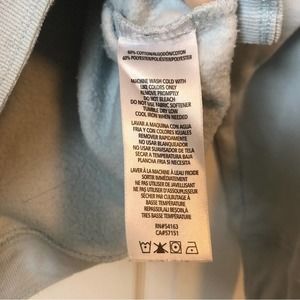 60% COTTON/ALGODÓN/COTON
40% POLYESTER/POLIÉSTER/POLYESTER
MACHINE WASH COLD WITH
LIKE COLORS ONLY
REMOVE PROMPTLY
DO NOT BLEACH
DO NOT USE FABRIC SOFTENER
TUMBLE DRY LOW
COOL IRON WHEN NEEDED
LAVAR A MAQUINA CON AGUA
FRIA Y CON COLORES IGUALES
REMOVER RAPIDAMENTE
NO USAR BLANQUEADOR
NO USAR SUAVISADOR DE TELA
SECAR A TEMPERATURA BAJA
PLANCHA FRIA SI NECESITA
LAVER À LA MACHINE À L'EAU FROIDE
SORTIR IMMÉDIATEMENT
NE PAS UTILISER DE JAVELLISANT
NE PAS UTILISER D'ASSOUPLISSEUR
SÉCHER PAR CULBUTAGE À
BASSE TEMPÉRATURE
REPASSER, AU BESOIN, À
TRES BASSE TEMPÉRATURE
RN#54163
CA#57151